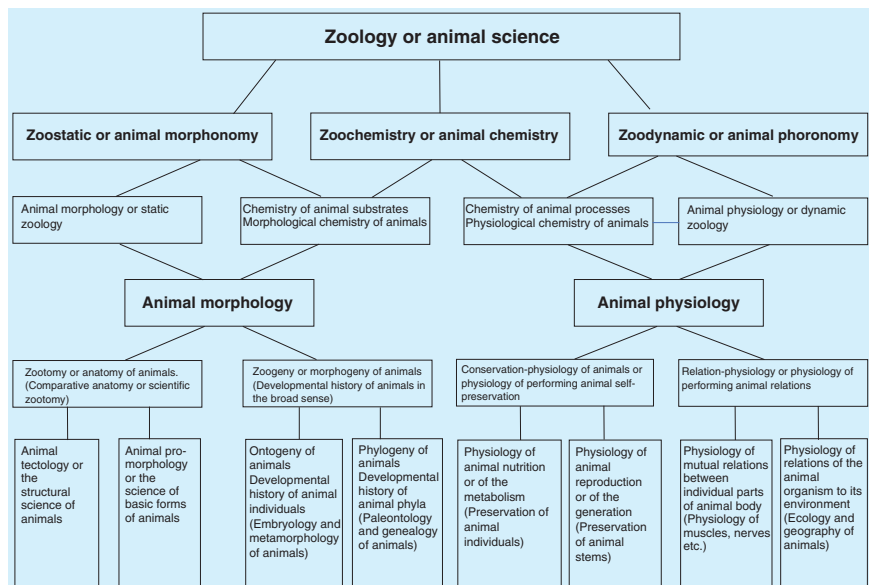 Zoology or animal science
Zoostatic or animal morphonomy
Zoochemistry or animal chemistry
Zoodynamic or animal phoronomy
Animal morphology or static
zoology
Chemistry of animal substrates
Morphological chemistry of animals
Chemistry of animal processes
Physiological chemistry of animals
Animal physiology or dynamic
zoology
Animal morphology
Animal physiology
Zootomy or anatomy of animals.
(Comparative anatomy or scientific
zootomy)
Zoogeny or morphogeny of animals
(Developmental history of animals in
the broad sense)
Conservation-physiology of animals or
physiology of performing animal self-
preservation
Relation-physiology or physiology of
performing animal relations
Animal
tectology or
the
structural
science of
animals
Animal pro-
morphology
or the
science of
basic forms
of animals
Ontogeny of
animals
Developmental
history of animal
individuals
(Embryology and
metamorphology
of animals)
Phylogeny of
animals
Developmental
history of
animal phyla
(Paleontology
and genealogy
of animals)
Physiology of
animal nutrition
or of the
metabolism
(Preservation of
animal
individuals)
Physiology of
animal
reproduction
or of the
generation
(Preservation
of animal
stems)
Physiology of
mutual relations
between
individual parts
of animal body
(Physiology of
muscles, nerves
etc.)
Physiology of
relations of the
animal
organism to its
environment
(Ecology and
geography of
animals)